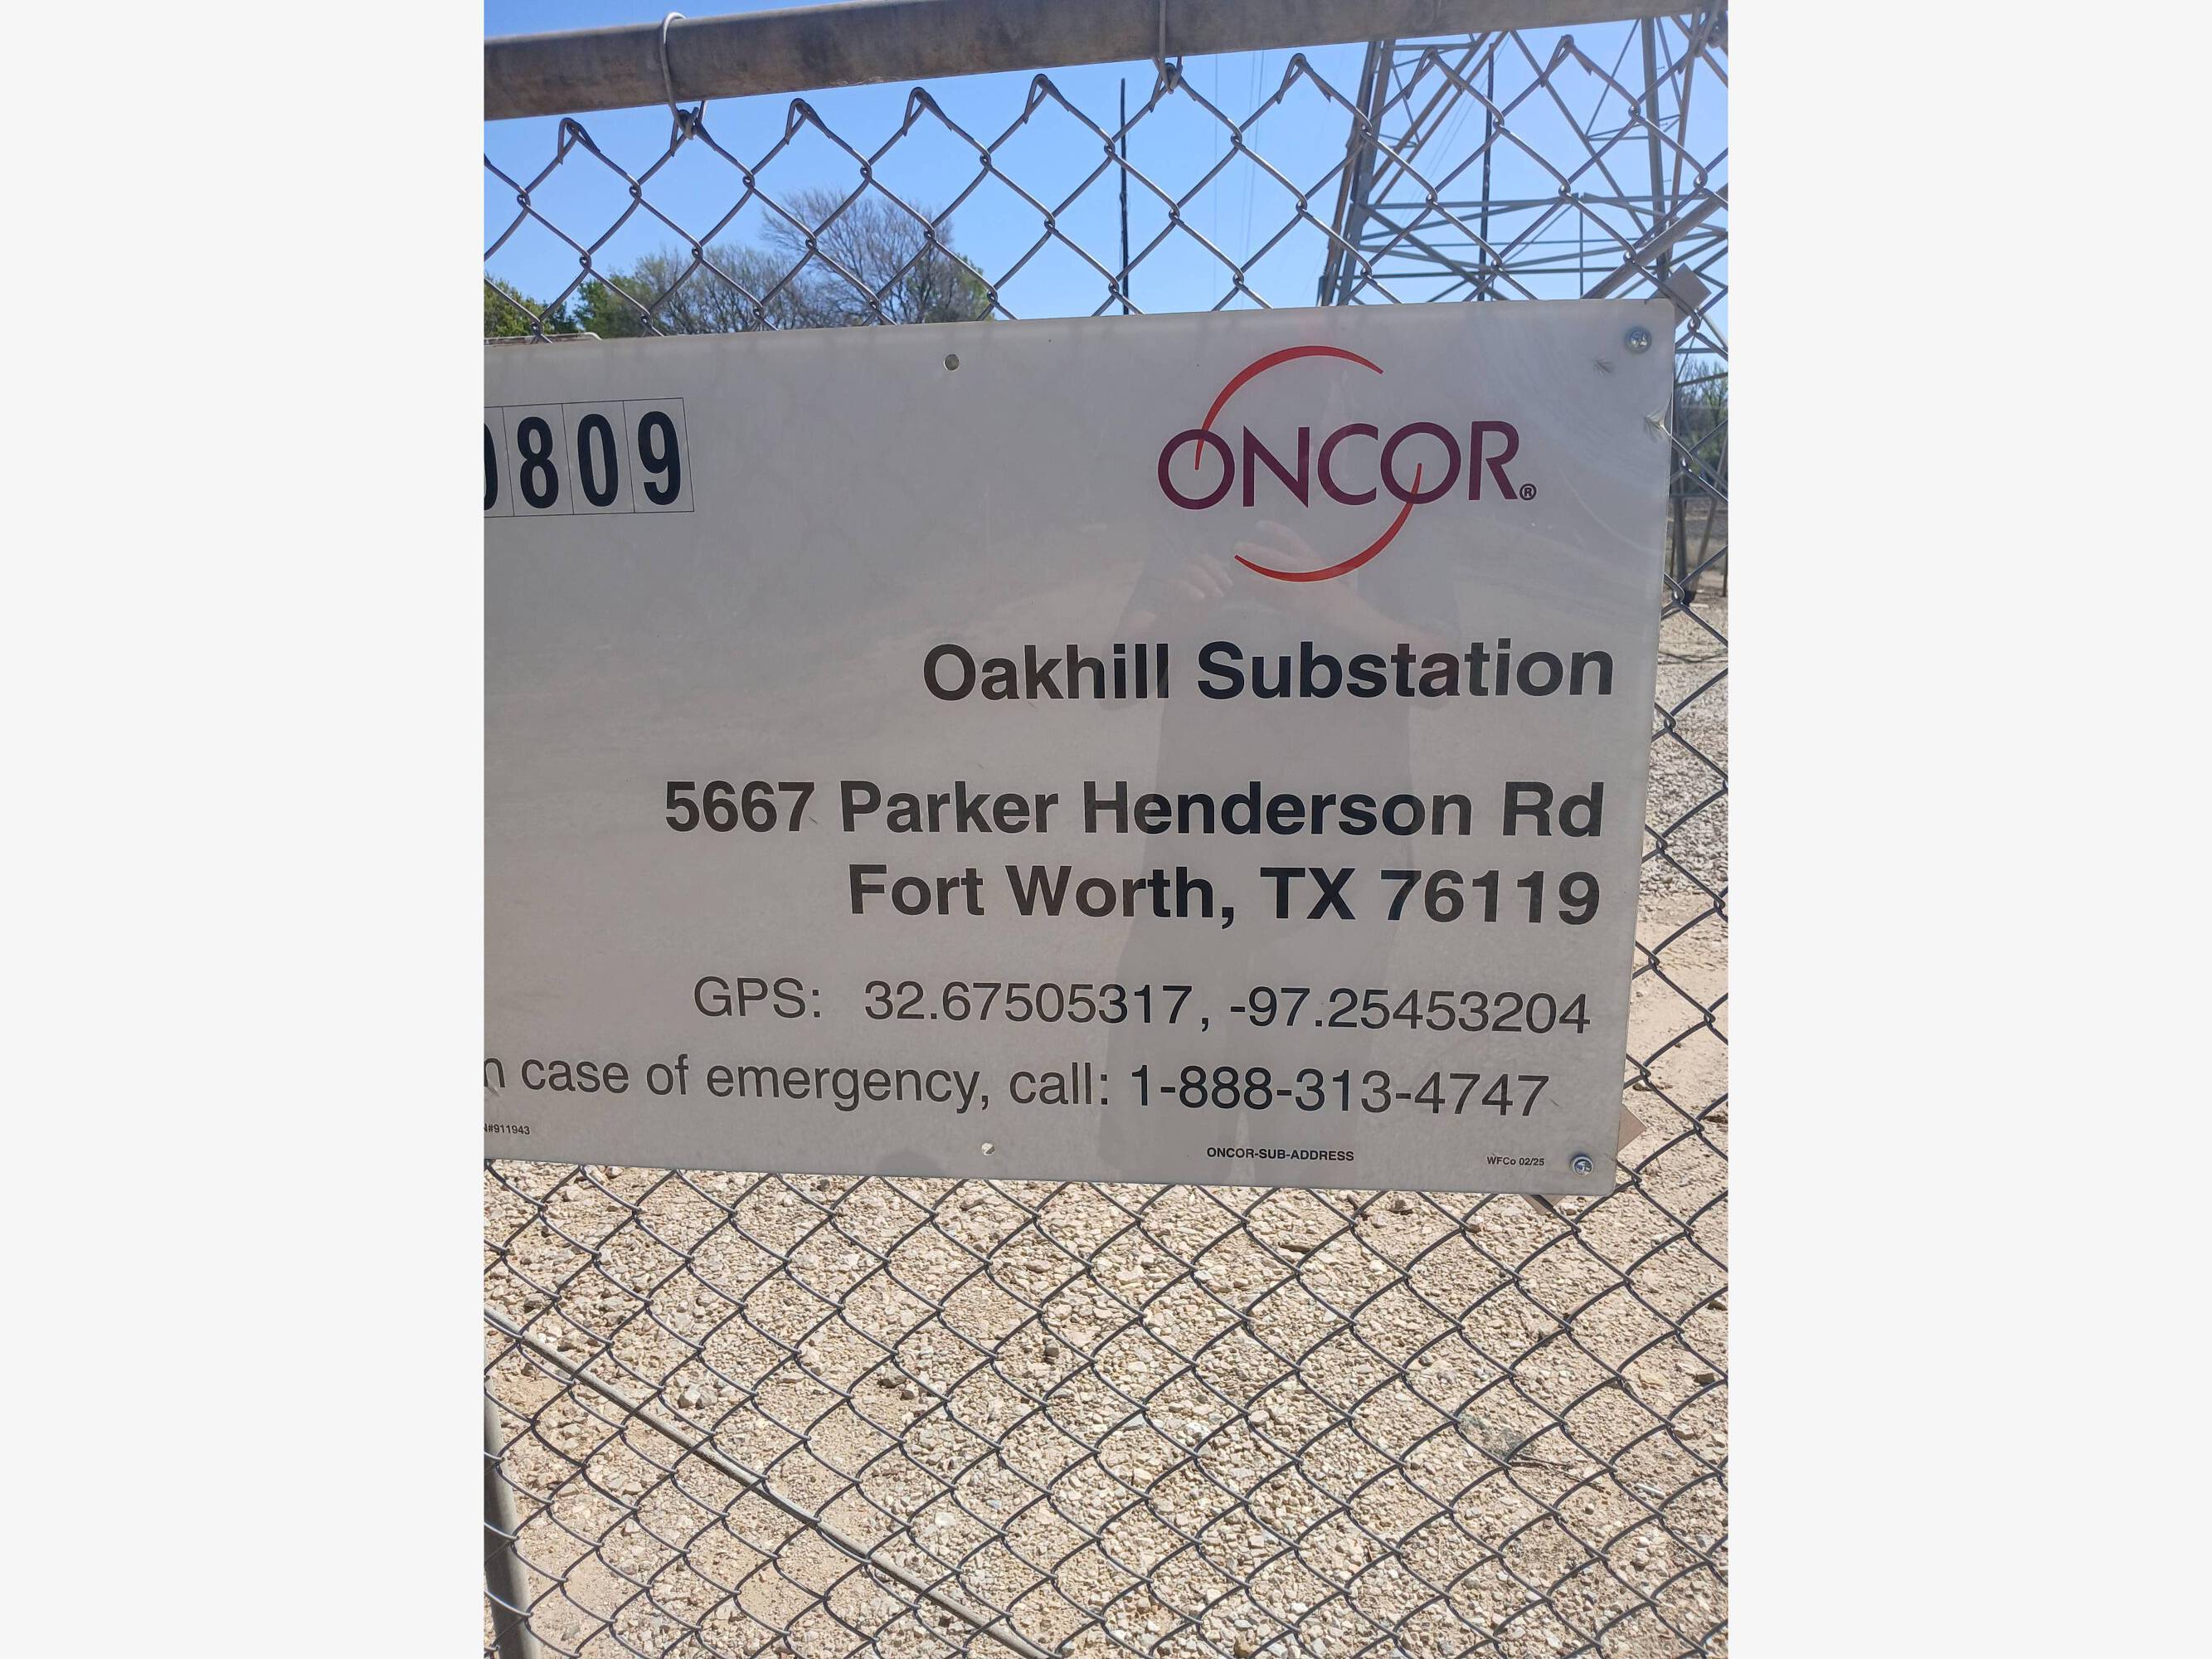 0809
ONCOR®
Oakhill Substation
5667 Parker Henderson Rd
Fort Worth, TX 76119
GPS: 32.67505317, -97.25453204
n case of emergency, call: 1-888-313-4747
N#911943
ONCOR-SUB-ADDRESS
WFCo 02/25